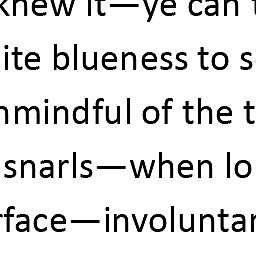 knew it—ye can t
ite blueness to s
nmindful of the t
snarls—when lo
rface—involuntar